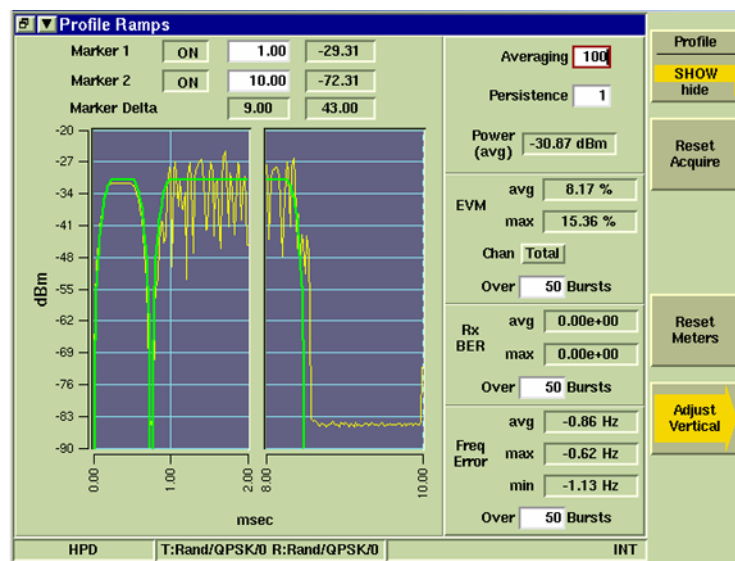 Profile Ramps
Marker 1 ON 1.00 -29.31
Marker 2 ON 10.00 -72.31
Marker Delta 9.00 43.00
-20
-27
-34
-41
-48
-55
-62
-69
-76
-83
-90
dBm
0.00 1.00 2.00 8.00 10.00
msec
Averaging 100
Persistence 1
Power (avg) -30.87 dBm
EVM
avg 8.17 %
max 15.36 %
Chan Total
Over 50 Bursts
Rx BER
avg 0.00e+00
max 0.00e+00
Over 50 Bursts
Freq Error
avg -0.86 Hz
max -0.62 Hz
min -1.13 Hz
Over 50 Bursts
Profile
SHOW
hide
Reset
Acquire
Reset
Meters
Adjust
Vertical
HPD T:Rand/QPSK/0 R:Rand/QPSK/0 INT